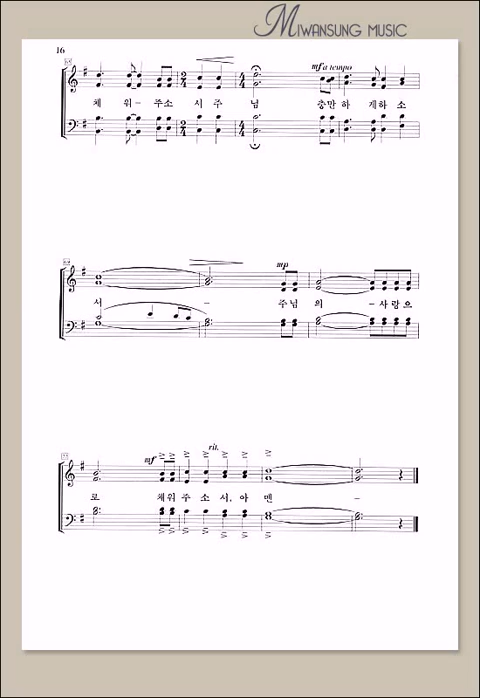 MIWANSUNG MUSIC
16
mf a tempo
채 워 - 주소 서 주 님 충만 하 게하 소
mp
서 - 주님 의 - 사랑으
mf rit.
로 채워 주 소 서. 아 멘 -